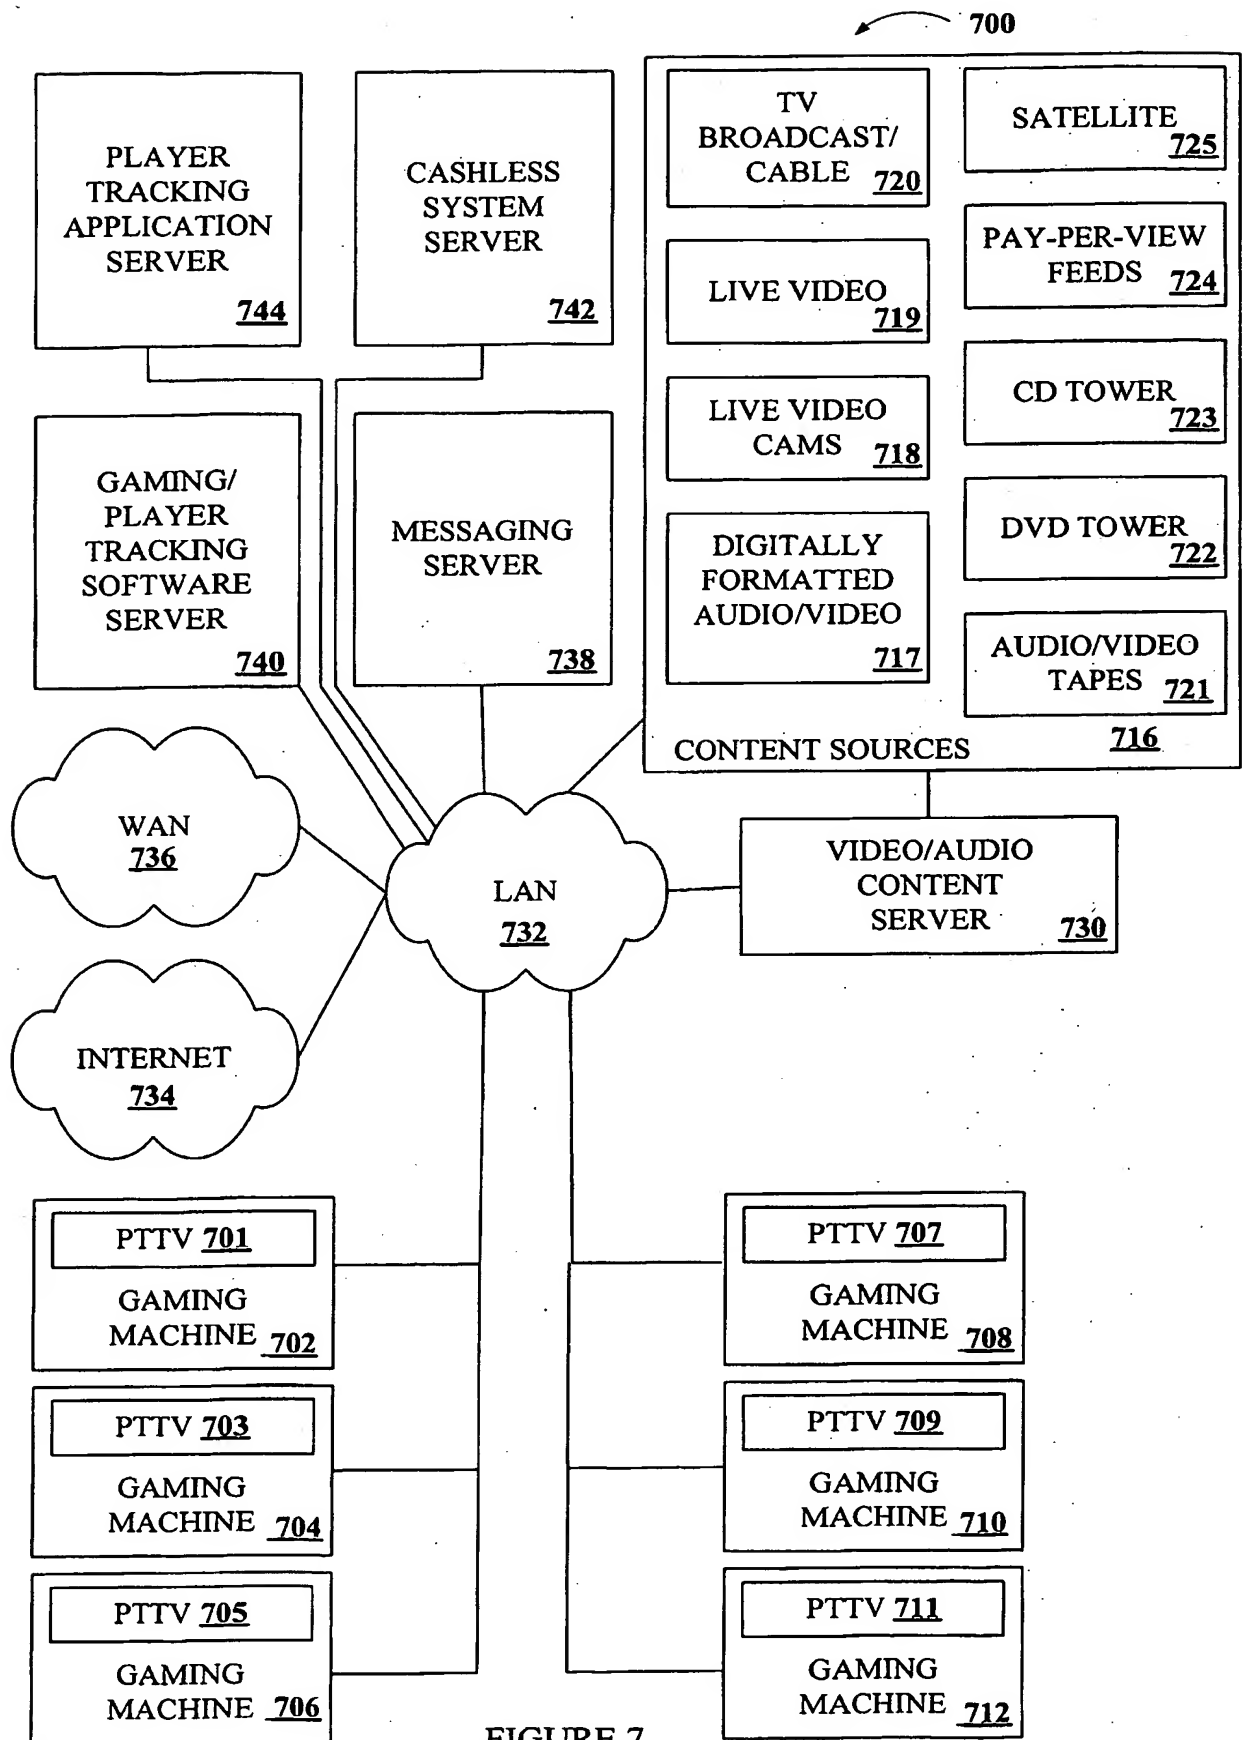 700
PLAYER
TRACKING
APPLICATION
SERVER
744
CASHLESS
SYSTEM
SERVER
742
TV
BROADCAST/
CABLE 720
SATELLITE
725
LIVE VIDEO
719
PAY-PER-VIEW
FEEDS 724
LIVE VIDEO
CAMS 718
CD TOWER
723
DIGITALLY
FORMATTED
AUDIO/VIDEO
717
DVD TOWER
722
AUDIO/VIDEO
TAPES 721
CONTENT SOURCES 716
GAMING/
PLAYER
TRACKING
SOFTWARE
SERVER
740
MESSAGING
SERVER
738
WAN
736
LAN
732
VIDEO/AUDIO
CONTENT
SERVER 730
INTERNET
734
PTTV 701
GAMING
MACHINE 702
PTTV 703
GAMING
MACHINE 704
PTTV 705
GAMING
MACHINE 706
PTTV 707
GAMING
MACHINE 708
PTTV 709
GAMING
MACHINE 710
PTTV 711
GAMING
MACHINE 712
FIGURE 7